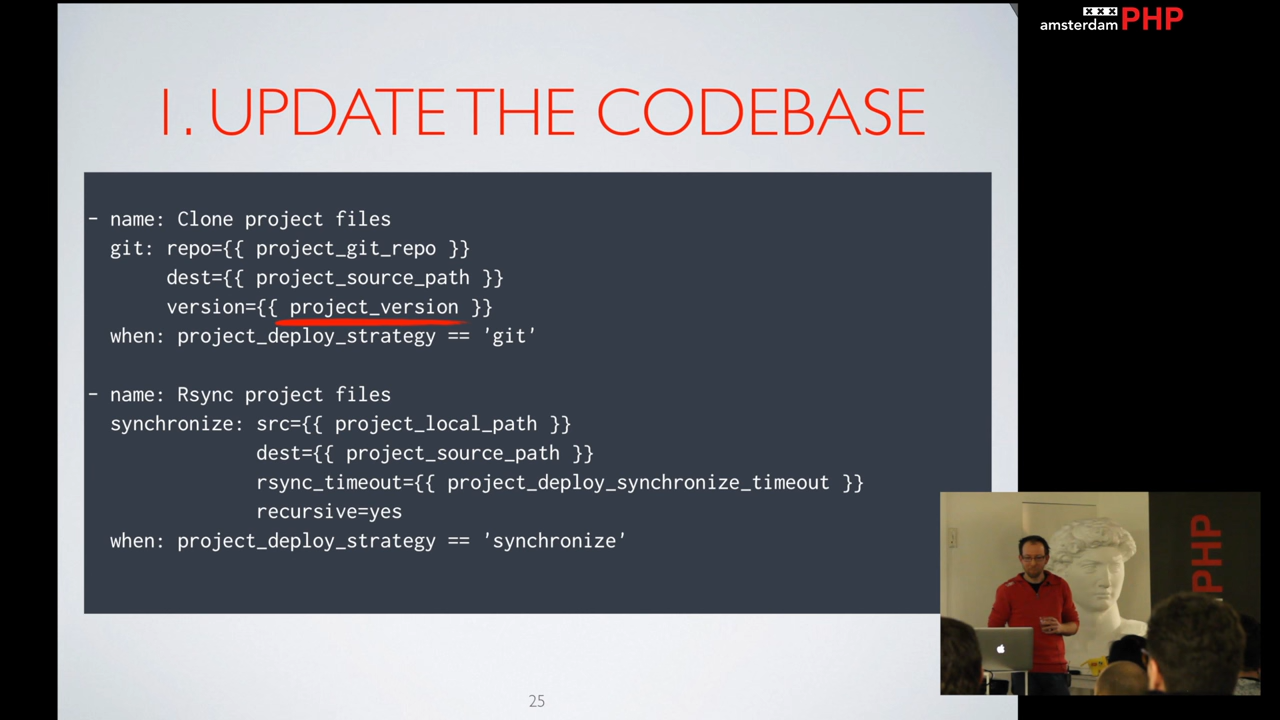 amsterdamPHP
1. UPDATE THE CODEBASE
- name: Clone project files
git: repo={{ project_git_repo }}
dest={{ project_source_path }}
version={{ project_version }}
when: project_deploy_strategy == 'git'
- name: Rsync project files
synchronize: src={{ project_local_path }}
dest={{ project_source_path }}
rsync_timeout={{ project_deploy_synchronize_timeout }}
recursive=yes
when: project_deploy_strategy == 'synchronize'
PHP
25